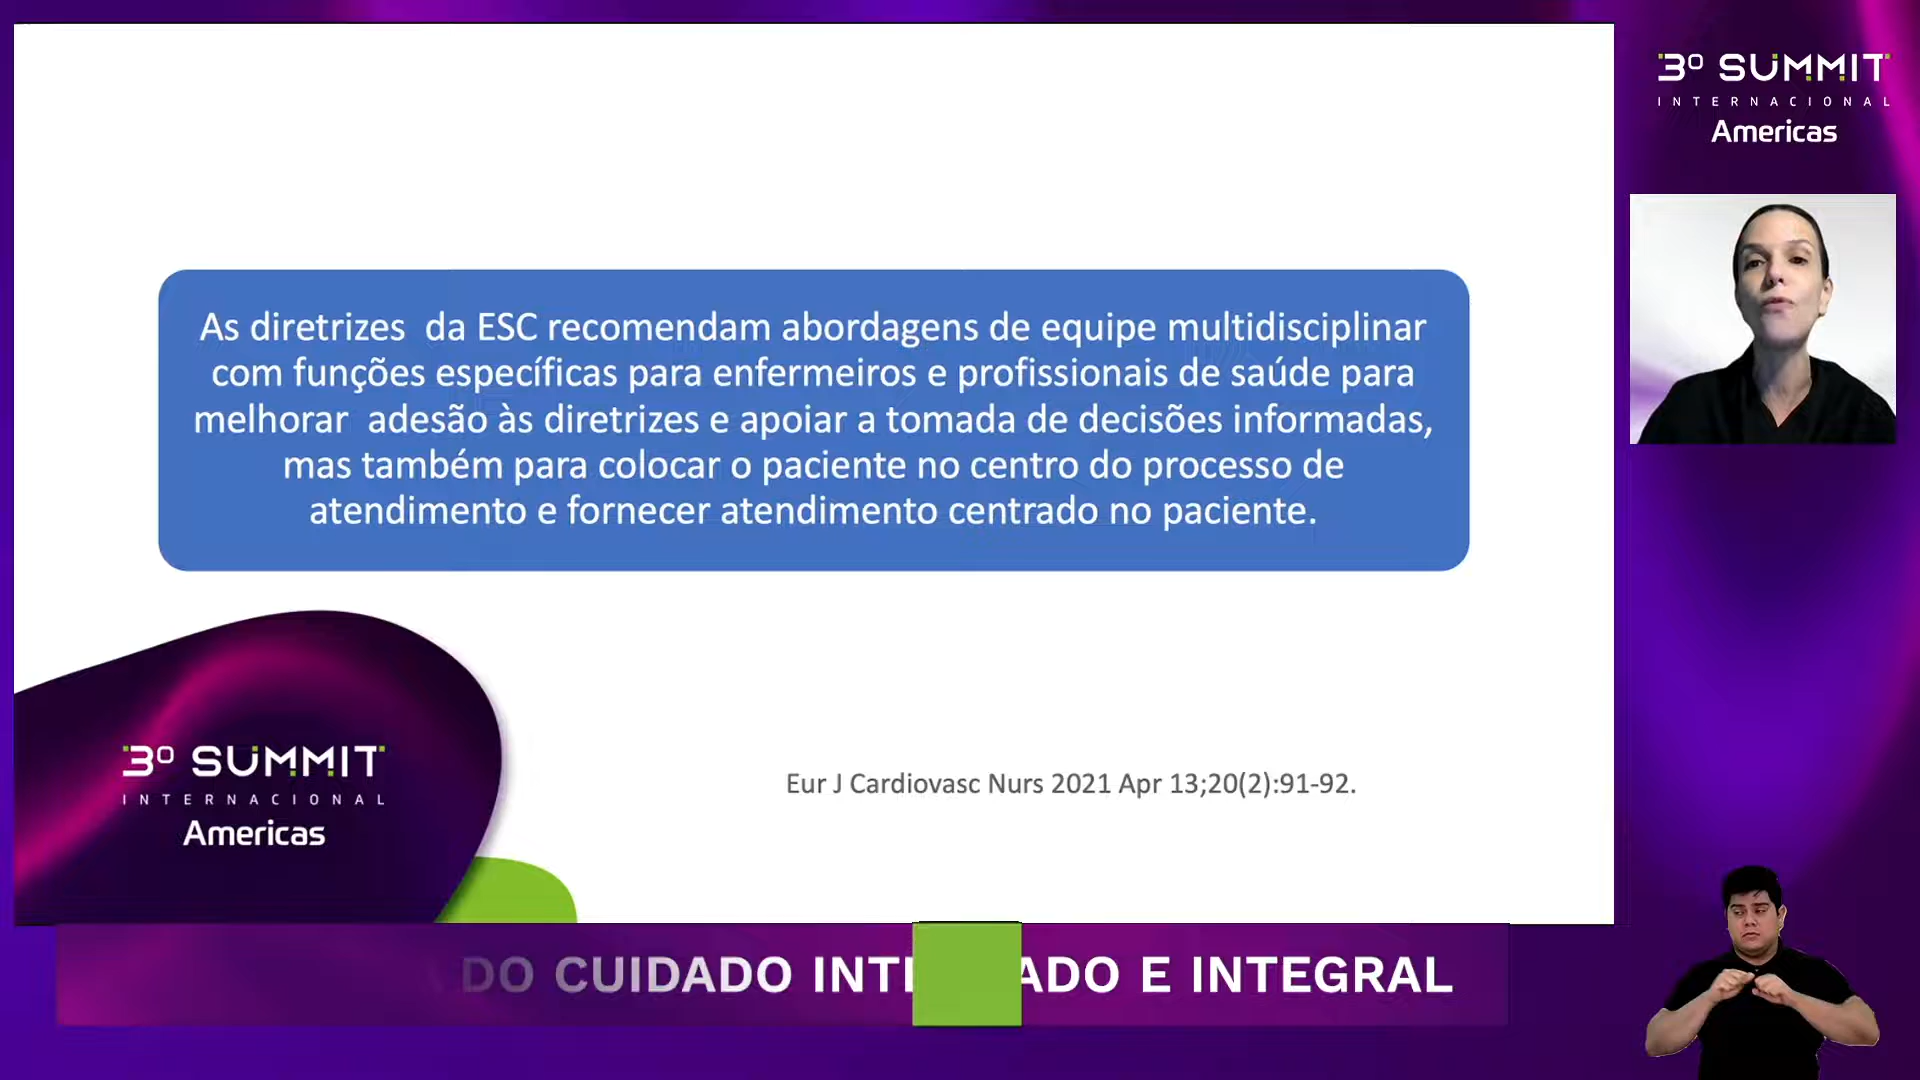 3º SUMMIT
INTERNACIONAL
Americas
As diretrizes da ESC recomendam abordagens de equipe multidisciplinar
com funções específicas para enfermeiros e profissionais de saúde para
melhorar adesão às diretrizes e apoiar a tomada de decisões informadas,
mas também para colocar o paciente no centro do processo de
atendimento e fornecer atendimento centrado no paciente.
Eur J Cardiovasc Nurs 2021 Apr 13;20(2):91-92.
3º SUMMIT
INTERNACIONAL
Americas
DO CUIDADO INT ADO E INTEGRAL